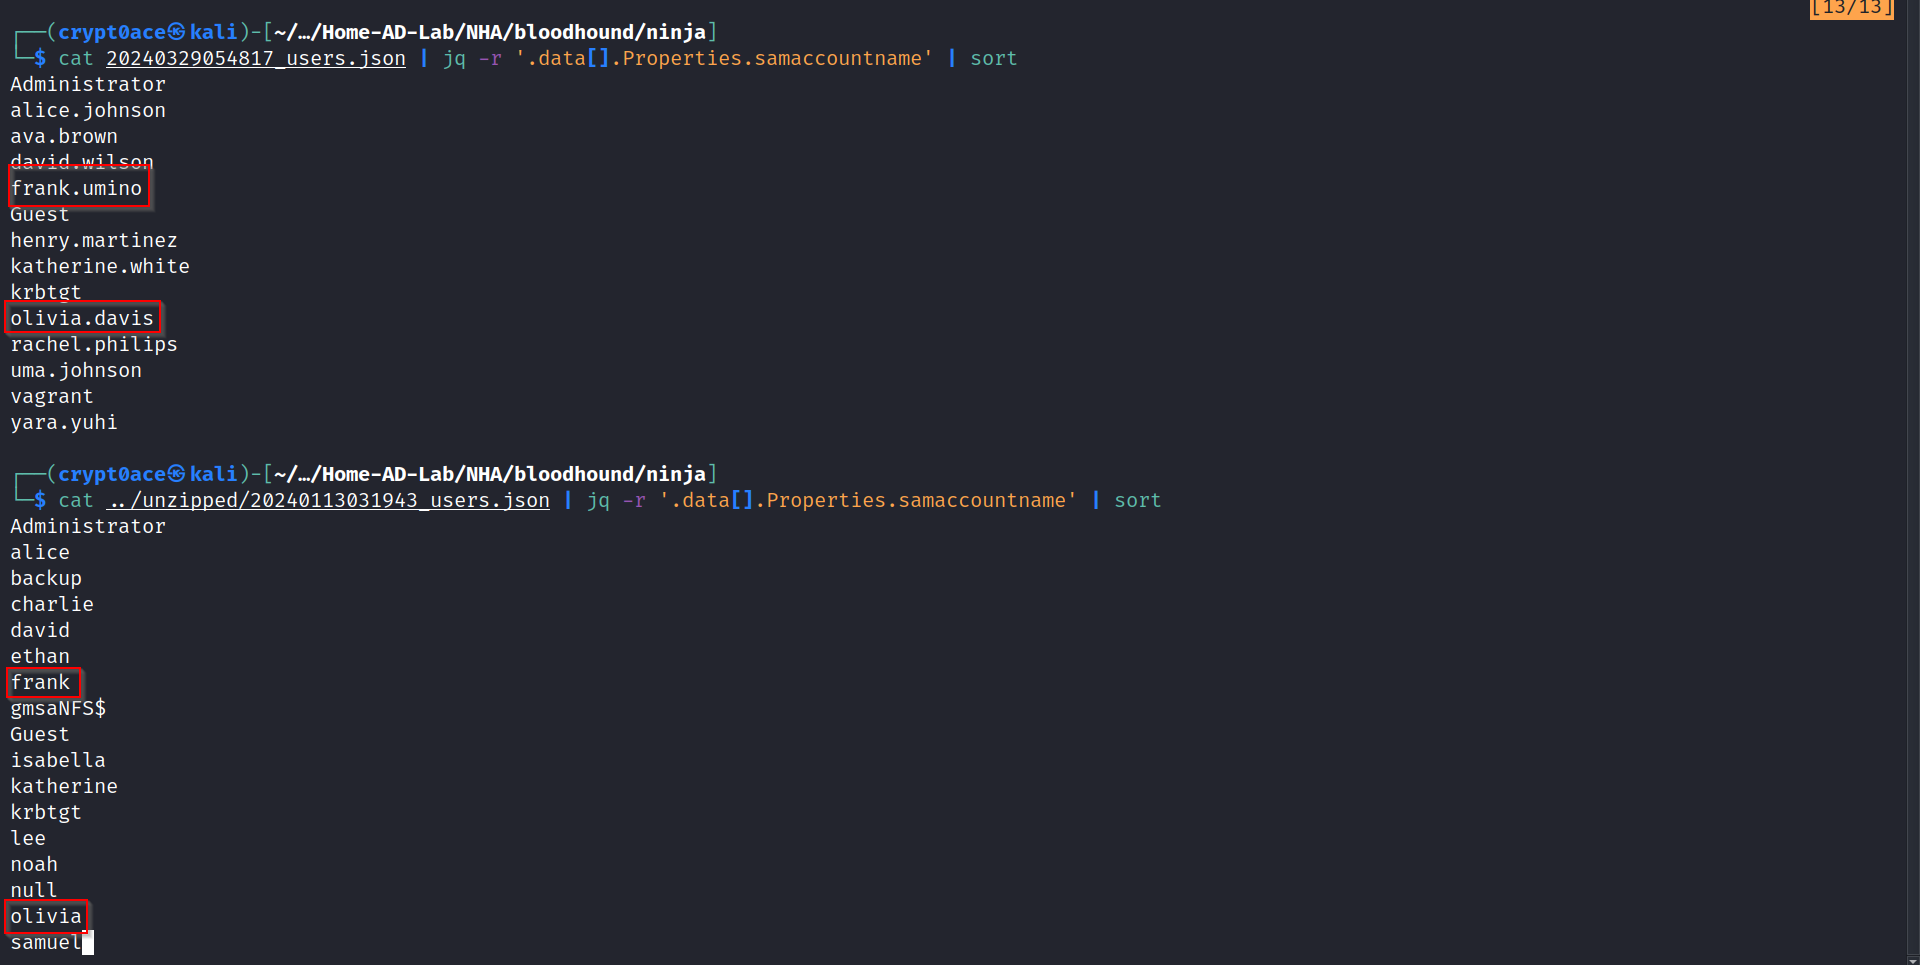 [13/13]
┌──(crypt0ace㉿kali)-[~/…/Home-AD-Lab/NHA/bloodhound/ninja]
└─$ cat 20240329054817_users.json | jq -r '.data[].Properties.samaccountname' | sort
Administrator
alice.johnson
ava.brown
david.wilson
frank.umino
Guest
henry.martinez
katherine.white
krbtgt
olivia.davis
rachel.philips
uma.johnson
vagrant
yara.yuhi
┌──(crypt0ace㉿kali)-[~/…/Home-AD-Lab/NHA/bloodhound/ninja]
└─$ cat ../unzipped/20240113031943_users.json | jq -r '.data[].Properties.samaccountname' | sort
Administrator
alice
backup
charlie
david
ethan
frank
gmsaNFS$
Guest
isabella
katherine
krbtgt
lee
noah
null
olivia
samuel